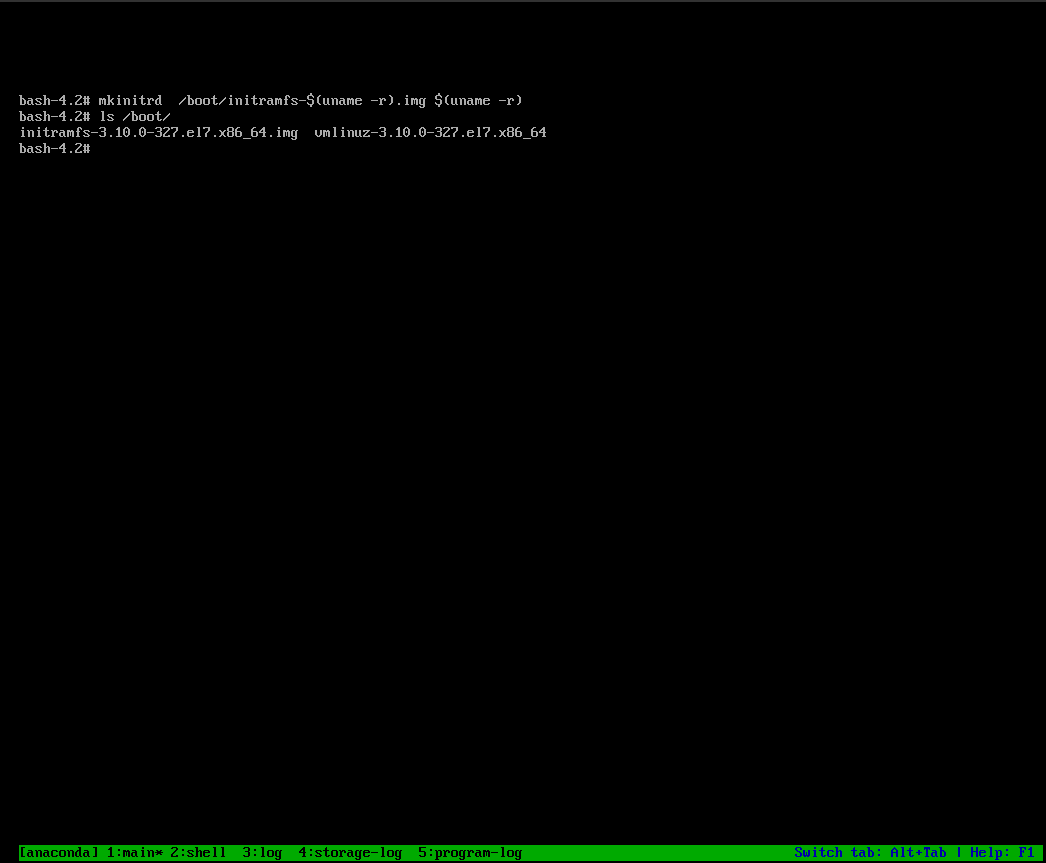 bash-4.2# mkinitrd  /boot/initramfs-$(uname -r).img $(uname -r)
bash-4.2# ls /boot/
initramfs-3.10.0-327.el7.x86_64.img  vmlinuz-3.10.0-327.el7.x86_64
bash-4.2#
[anaconda] 1:main* 2:shell  3:log  4:storage-log  5:program-log    Switch tab: Alt+Tab | Help: F1